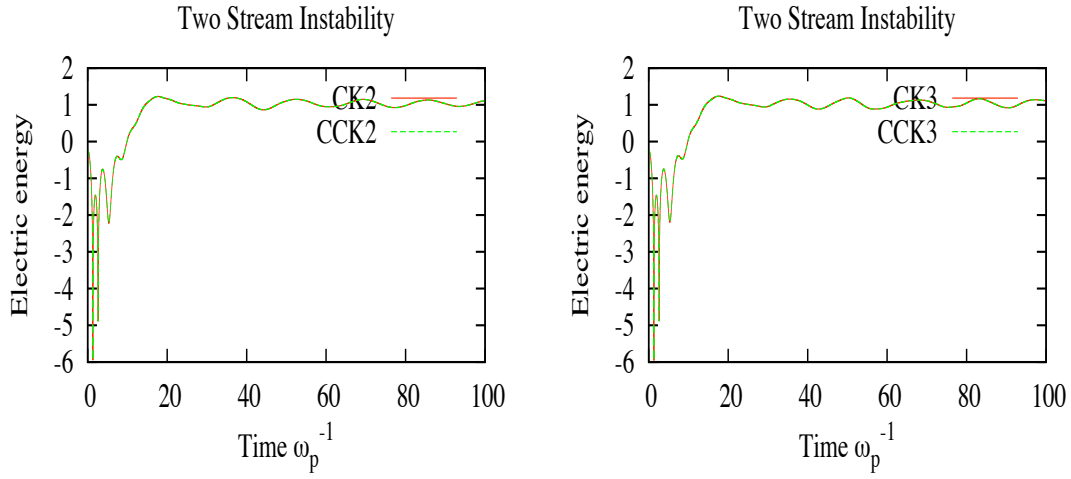 Two Stream Instability
Electric energy
2
1
0
-1
-2
-3
-4
-5
-6
CK2
CCK2
0 20 40 60 80 100
Time ω_p^-1
Two Stream Instability
Electric energy
2
1
0
-1
-2
-3
-4
-5
-6
CK3
CCK3
0 20 40 60 80 100
Time ω_p^-1